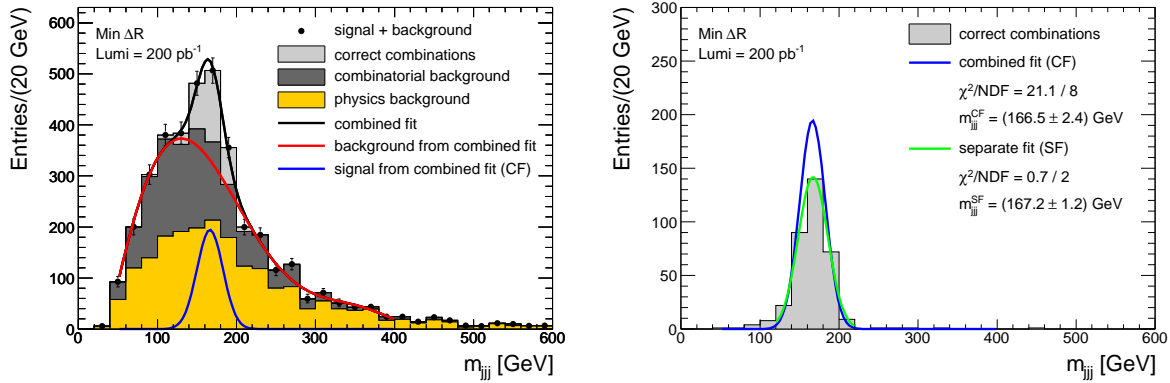 Entries/(20 GeV)
600
500
400
300
200
100
0
0 100 200 300 400 500 600
m_jjj [GeV]
Min ΔR
Lumi = 200 pb⁻¹
signal + background
correct combinations
combinatorial background
physics background
combined fit
background from combined fit
signal from combined fit (CF)
Entries/(20 GeV)
300
250
200
150
100
50
0
0 100 200 300 400 500 600
m_jjj [GeV]
Min ΔR
Lumi = 200 pb⁻¹
correct combinations
combined fit (CF)
χ²/NDF = 21.1 / 8
m_jjj^CF = (166.5 ± 2.4) GeV
separate fit (SF)
χ²/NDF = 0.7 / 2
m_jjj^SF = (167.2 ± 1.2) GeV